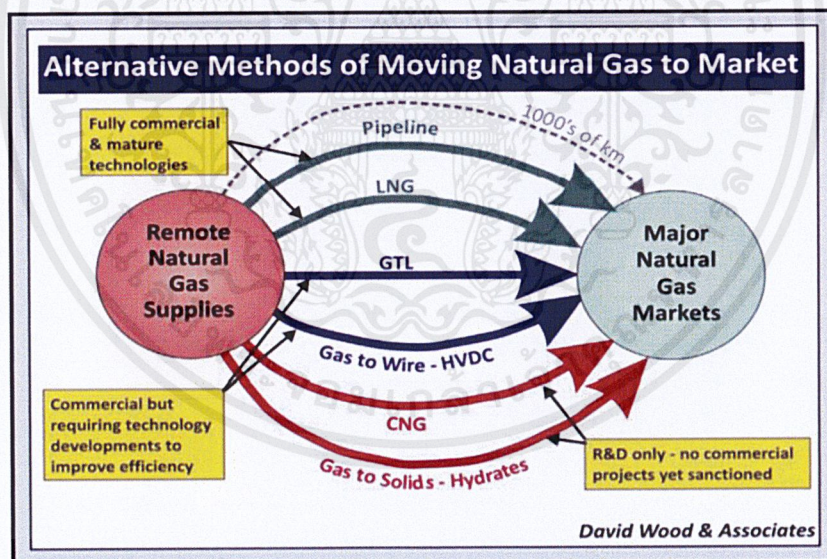 Alternative Methods of Moving Natural Gas to Market
Fully commercial
& mature
technologies
1000's of km
Pipeline
LNG
Remote
Natural
Gas
Supplies
GTL
Major
Natural
Gas
Markets
Gas to Wire - HVDC
CNG
Gas to Solids - Hydrates
Commercial but
requiring technology
developments to
improve efficiency
R&D only - no commercial
projects yet sanctioned
David Wood & Associates